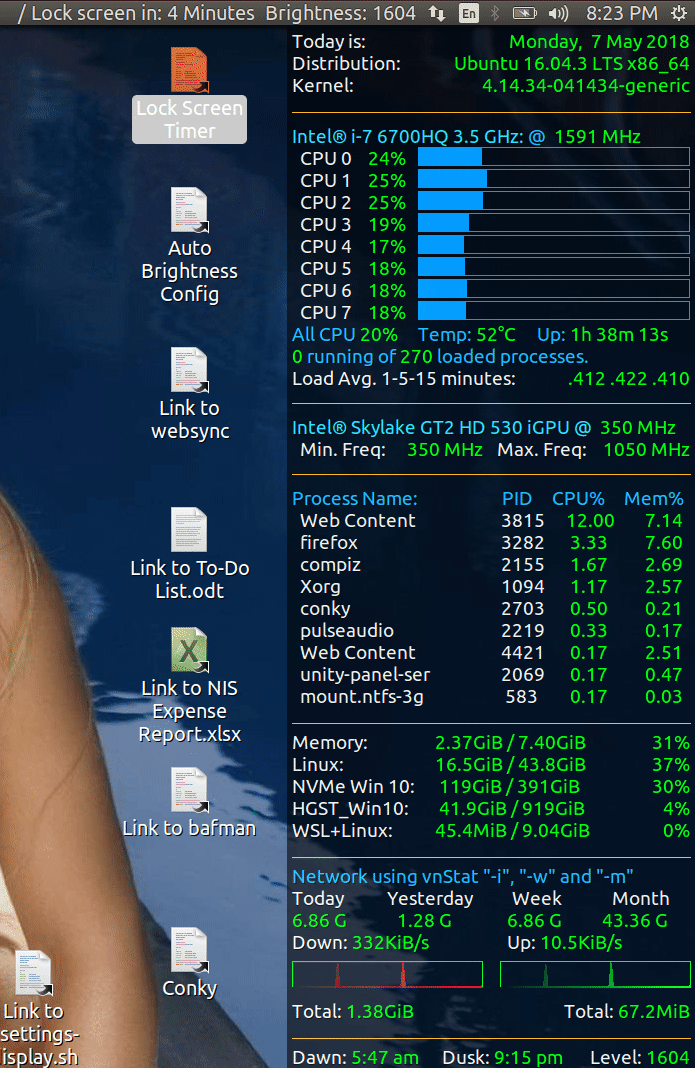 / Lock screen in: 4 Minutes Brightness: 1604 En 8:23 PM
Lock Screen
Timer
Auto
Brightness
Config
Link to
websync
Link to To-Do
List.odt
Link to NIS
Expense
Report.xlsx
Link to bafman
Conky
Link to
settings-
isplay.sh
Today is: Monday, 7 May 2018
Distribution: Ubuntu 16.04.3 LTS x86_64
Kernel: 4.14.34-041434-generic
Intel® i-7 6700HQ 3.5 GHz: @ 1591 MHz
CPU 0 24%
CPU 1 25%
CPU 2 25%
CPU 3 19%
CPU 4 17%
CPU 5 18%
CPU 6 18%
CPU 7 18%
All CPU 20% Temp: 52°C Up: 1h 38m 13s
0 running of 270 loaded processes.
Load Avg. 1-5-15 minutes: .412 .422 .410
Intel® Skylake GT2 HD 530 iGPU @ 350 MHz
Min. Freq: 350 MHz Max. Freq: 1050 MHz
Process Name: PID CPU% Mem%
Web Content 3815 12.00 7.14
firefox 3282 3.33 7.60
compiz 2155 1.67 2.69
Xorg 1094 1.17 2.57
conky 2703 0.50 0.21
pulseaudio 2219 0.33 0.17
Web Content 4421 0.17 2.51
unity-panel-ser 2069 0.17 0.47
mount.ntfs-3g 583 0.17 0.03
Memory: 2.37GiB / 7.40GiB 31%
Linux: 16.5GiB / 43.8GiB 37%
NVMe Win 10: 119GiB / 391GiB 30%
HGST_Win10: 41.9GiB / 919GiB 4%
WSL+Linux: 45.4MiB / 9.04GiB 0%
Network using vnStat "-i", "-w" and "-m"
Today Yesterday Week Month
6.86 G 1.28 G 6.86 G 43.36 G
Down: 332KiB/s Up: 10.5KiB/s
Total: 1.38GiB Total: 67.2MiB
Dawn: 5:47 am Dusk: 9:15 pm Level: 1604